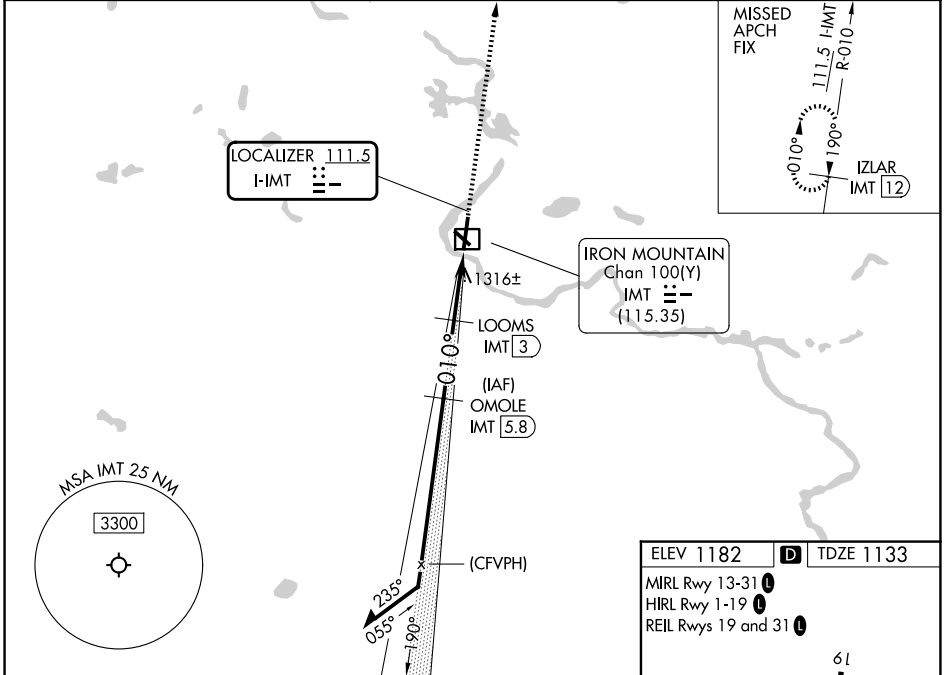 MISSED
APCH
FIX
111.5 I-IMT
R-010
010°
190°
IZLAR
IMT 12
LOCALIZER 111.5
I-IMT
IRON MOUNTAIN
Chan 100(Y)
IMT
(115.35)
1316±
LOOMS
IMT 3
010°
(IAF)
OMOLE
IMT 5.8
MSA IMT 25 NM
3300
(CFVPH)
235°
055°
190°
ELEV 1182 D TDZE 1133
MIRL Rwy 13-31 L
HIRL Rwy 1-19 L
REIL Rwys 19 and 31 L
19